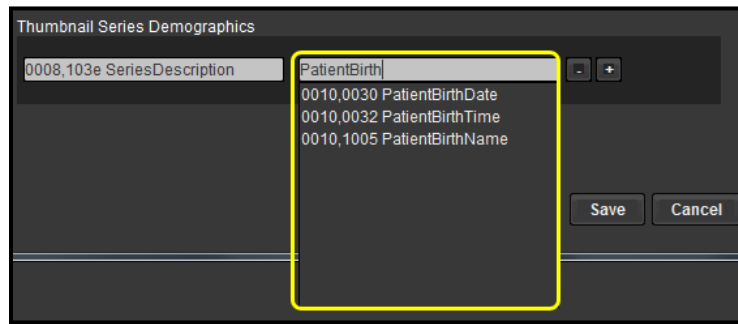 Thumbnail Series Demographics
0008,103e SeriesDescription PatientBirth - +
0010,0030 PatientBirthDate
0010,0032 PatientBirthTime
0010,1005 PatientBirthName
Save Cancel